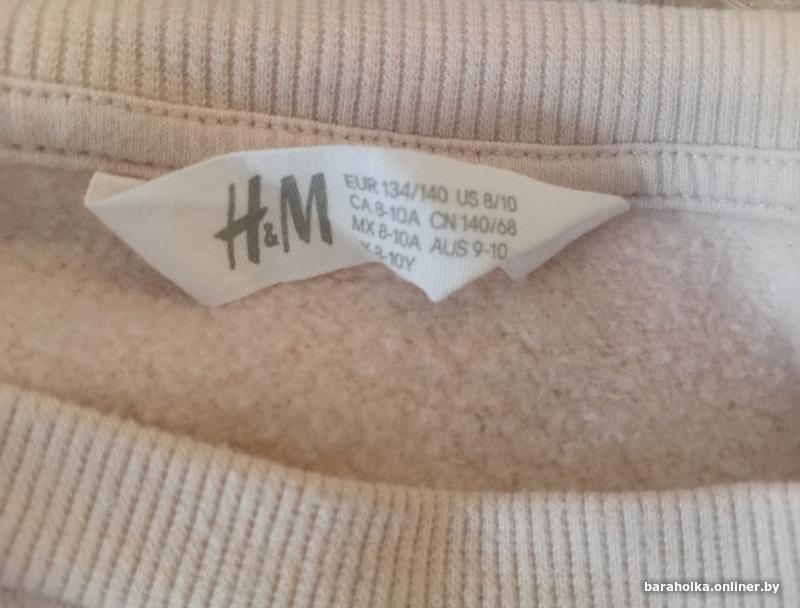 H&M
EUR 134/140 US 8/10
CA 8-10A CN 140/68
MX 8-10A AUS 9-10
8-10Y
baraholka.onliner.by